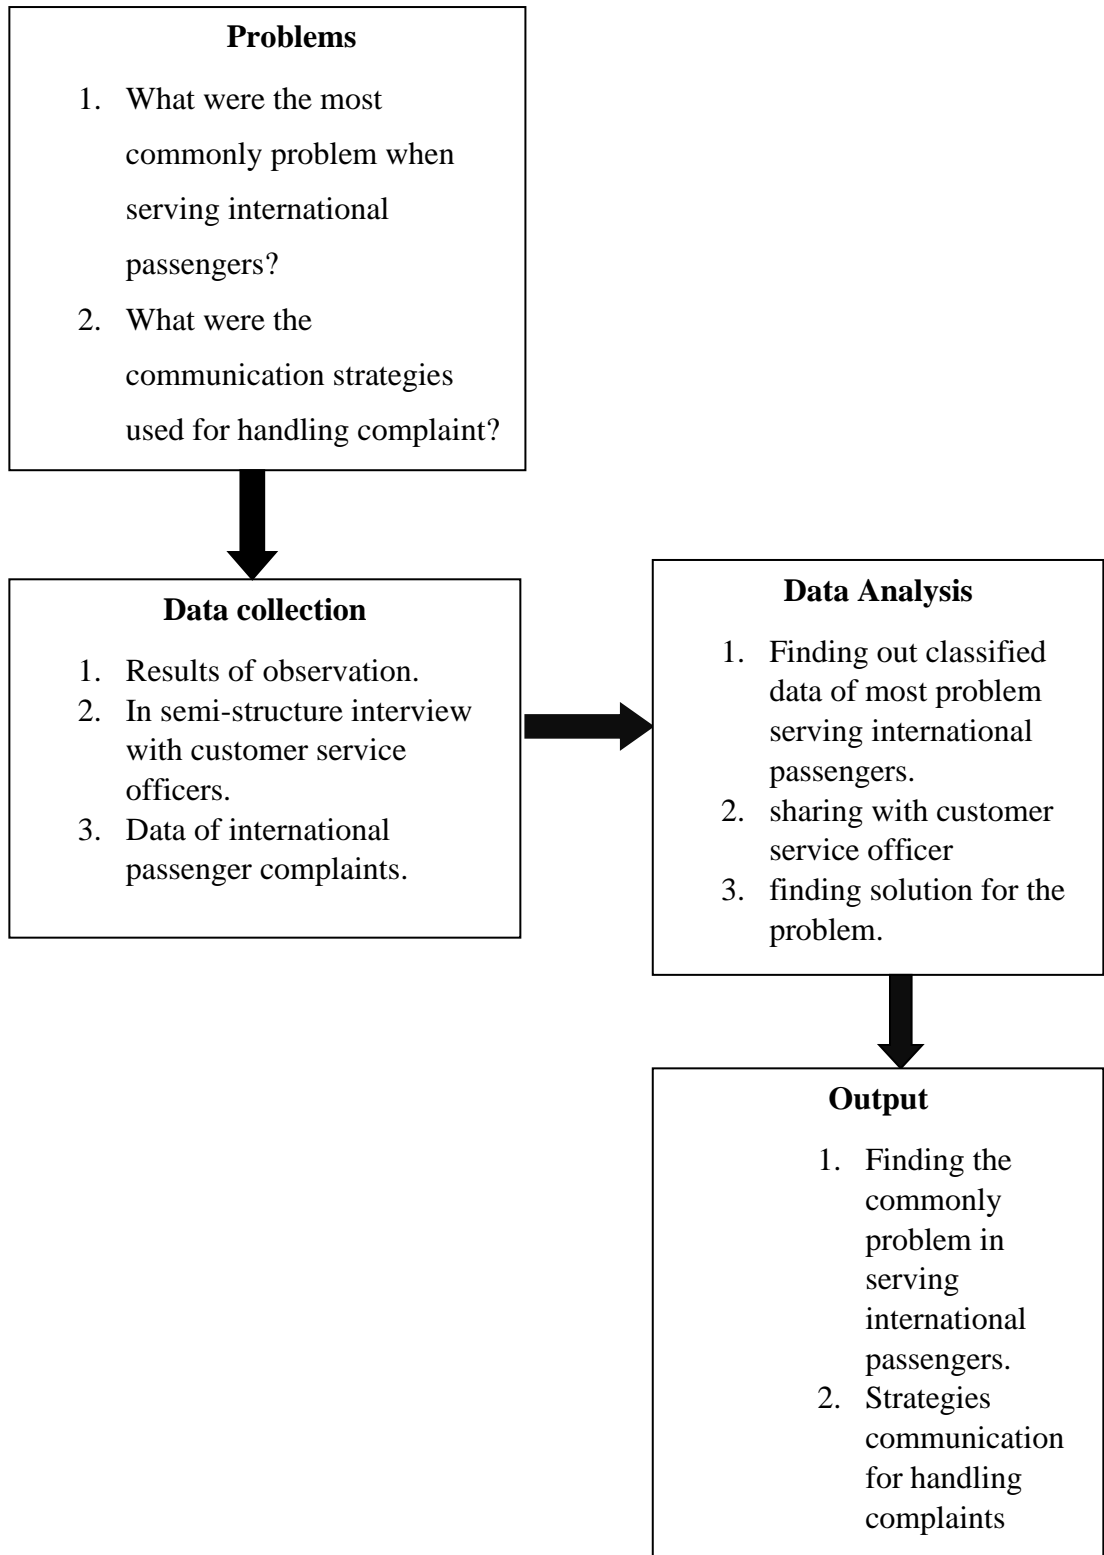 Problems
1. What were the most
commonly problem when
serving international
passengers?
2. What were the
communication strategies
used for handling complaint?
Data collection
1. Results of observation.
2. In semi-structure interview
with customer service
officers.
3. Data of international
passenger complaints.
Data Analysis
1. Finding out classified
data of most problem
serving international
passengers.
2. sharing with customer
service officer
3. finding solution for the
problem.
Output
1. Finding the
commonly
problem in
serving
international
passengers.
2. Strategies
communication
for handling
complaints